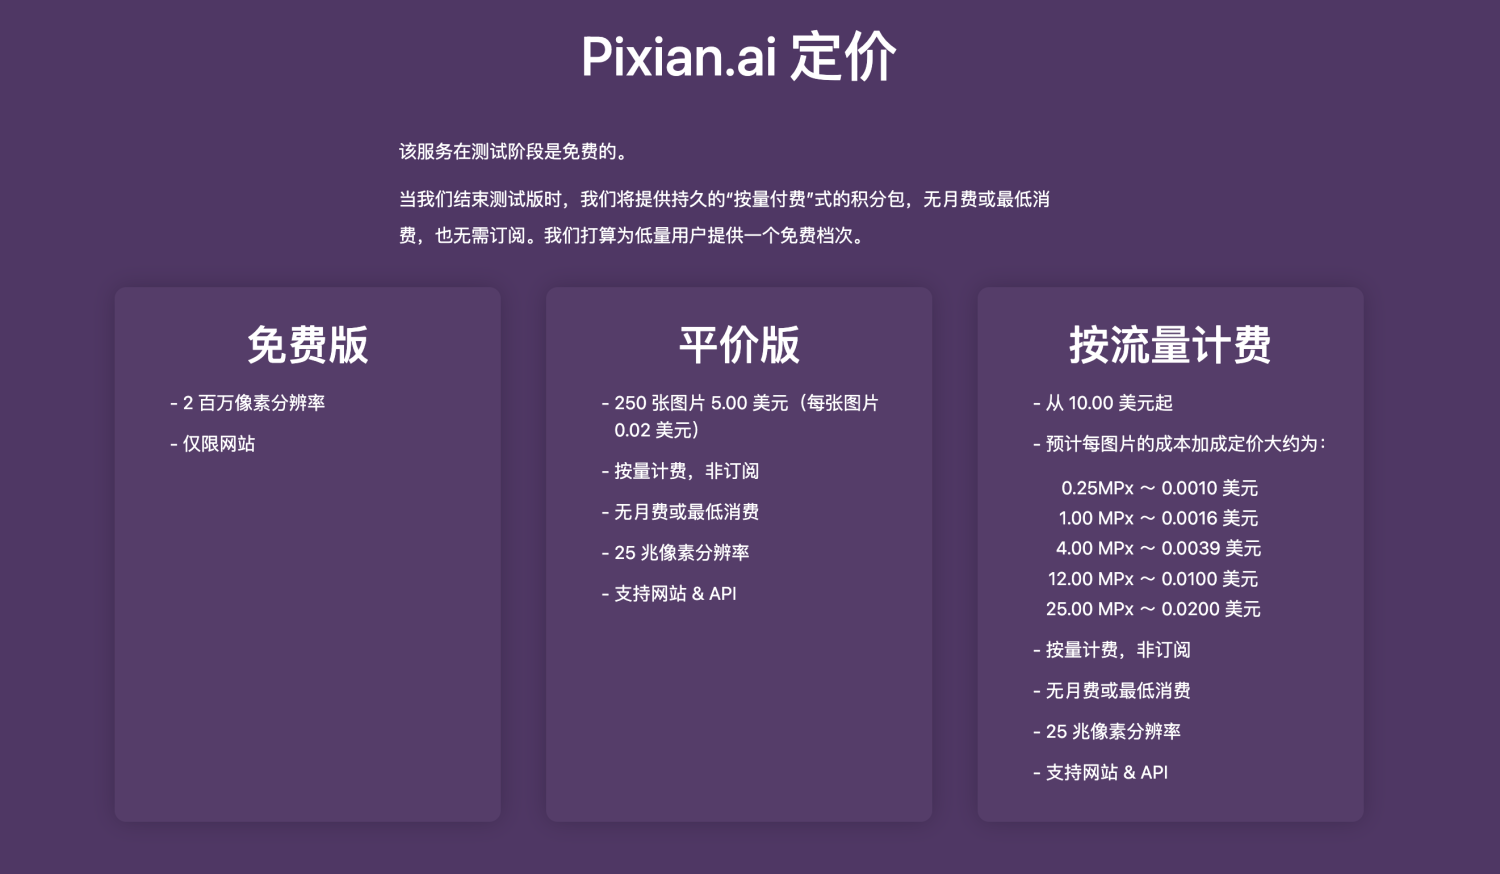 Pixian.ai 定价
该服务在测试阶段是免费的。
当我们结束测试版时，我们将提供持久的“按量付费”式的积分包，无月费或最低消
费，也无需订阅。我们打算为低量用户提供一个免费档次。
免费版
- 2 百万像素分辨率
- 仅限网站
平价版
- 250 张图片 5.00 美元（每张图片
0.02 美元）
- 按量计费，非订阅
- 无月费或最低消费
- 25 兆像素分辨率
- 支持网站 & API
按流量计费
- 从 10.00 美元起
- 预计每图片的成本加成定价大约为：
0.25MPx ～ 0.0010 美元
1.00 MPx ～ 0.0016 美元
4.00 MPx ～ 0.0039 美元
12.00 MPx ～ 0.0100 美元
25.00 MPx ～ 0.0200 美元
- 按量计费，非订阅
- 无月费或最低消费
- 25 兆像素分辨率
- 支持网站 & API